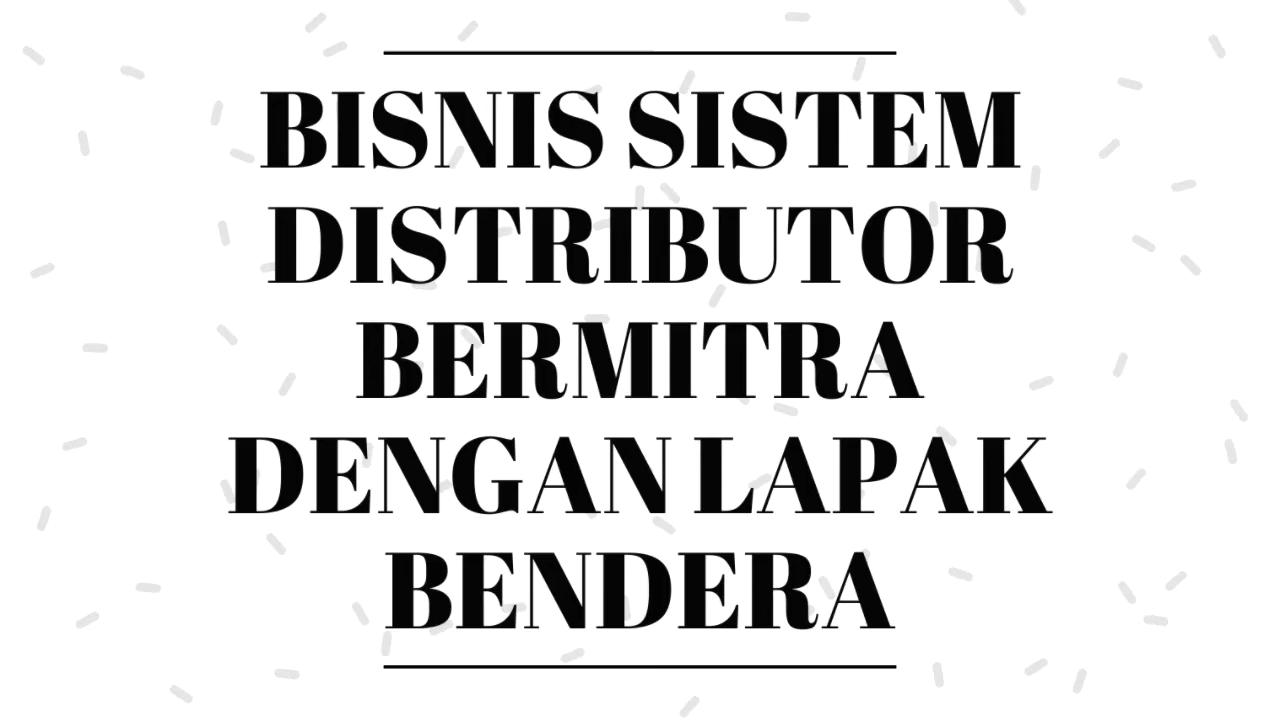 BISNIS SISTEM
DISTRIBUTOR
BERMITRA
DENGAN LAPAK
BENDERA